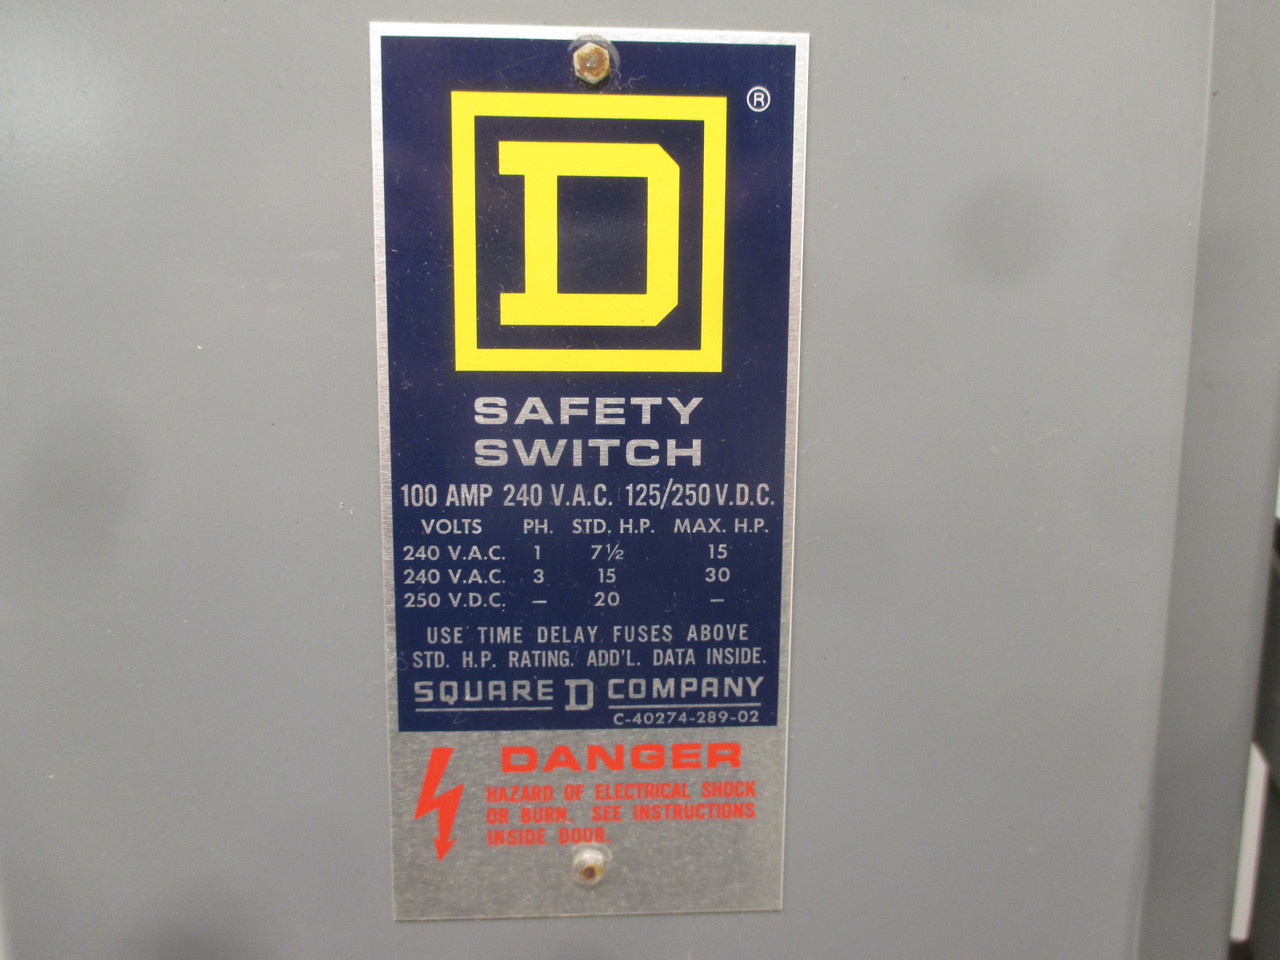 D ®
SAFETY
SWITCH
100 AMP 240 V.A.C. 125/250 V.D.C.
VOLTS PH. STD. H.P. MAX. H.P.
240 V.A.C. 1 7½ 15
240 V.A.C. 3 15 30
250 V.D.C. – 20 –
USE TIME DELAY FUSES ABOVE
STD. H.P. RATING. ADD'L. DATA INSIDE.
SQUARE D COMPANY
C-40274-289-02
DANGER
HAZARD OF ELECTRICAL SHOCK
OR BURN. SEE INSTRUCTIONS
INSIDE DOOR.